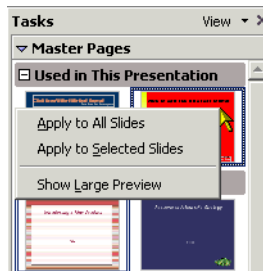 Tasks View
Master Pages
Used in This Presentation
Apply to All Slides
Apply to Selected Slides
Show Large Preview